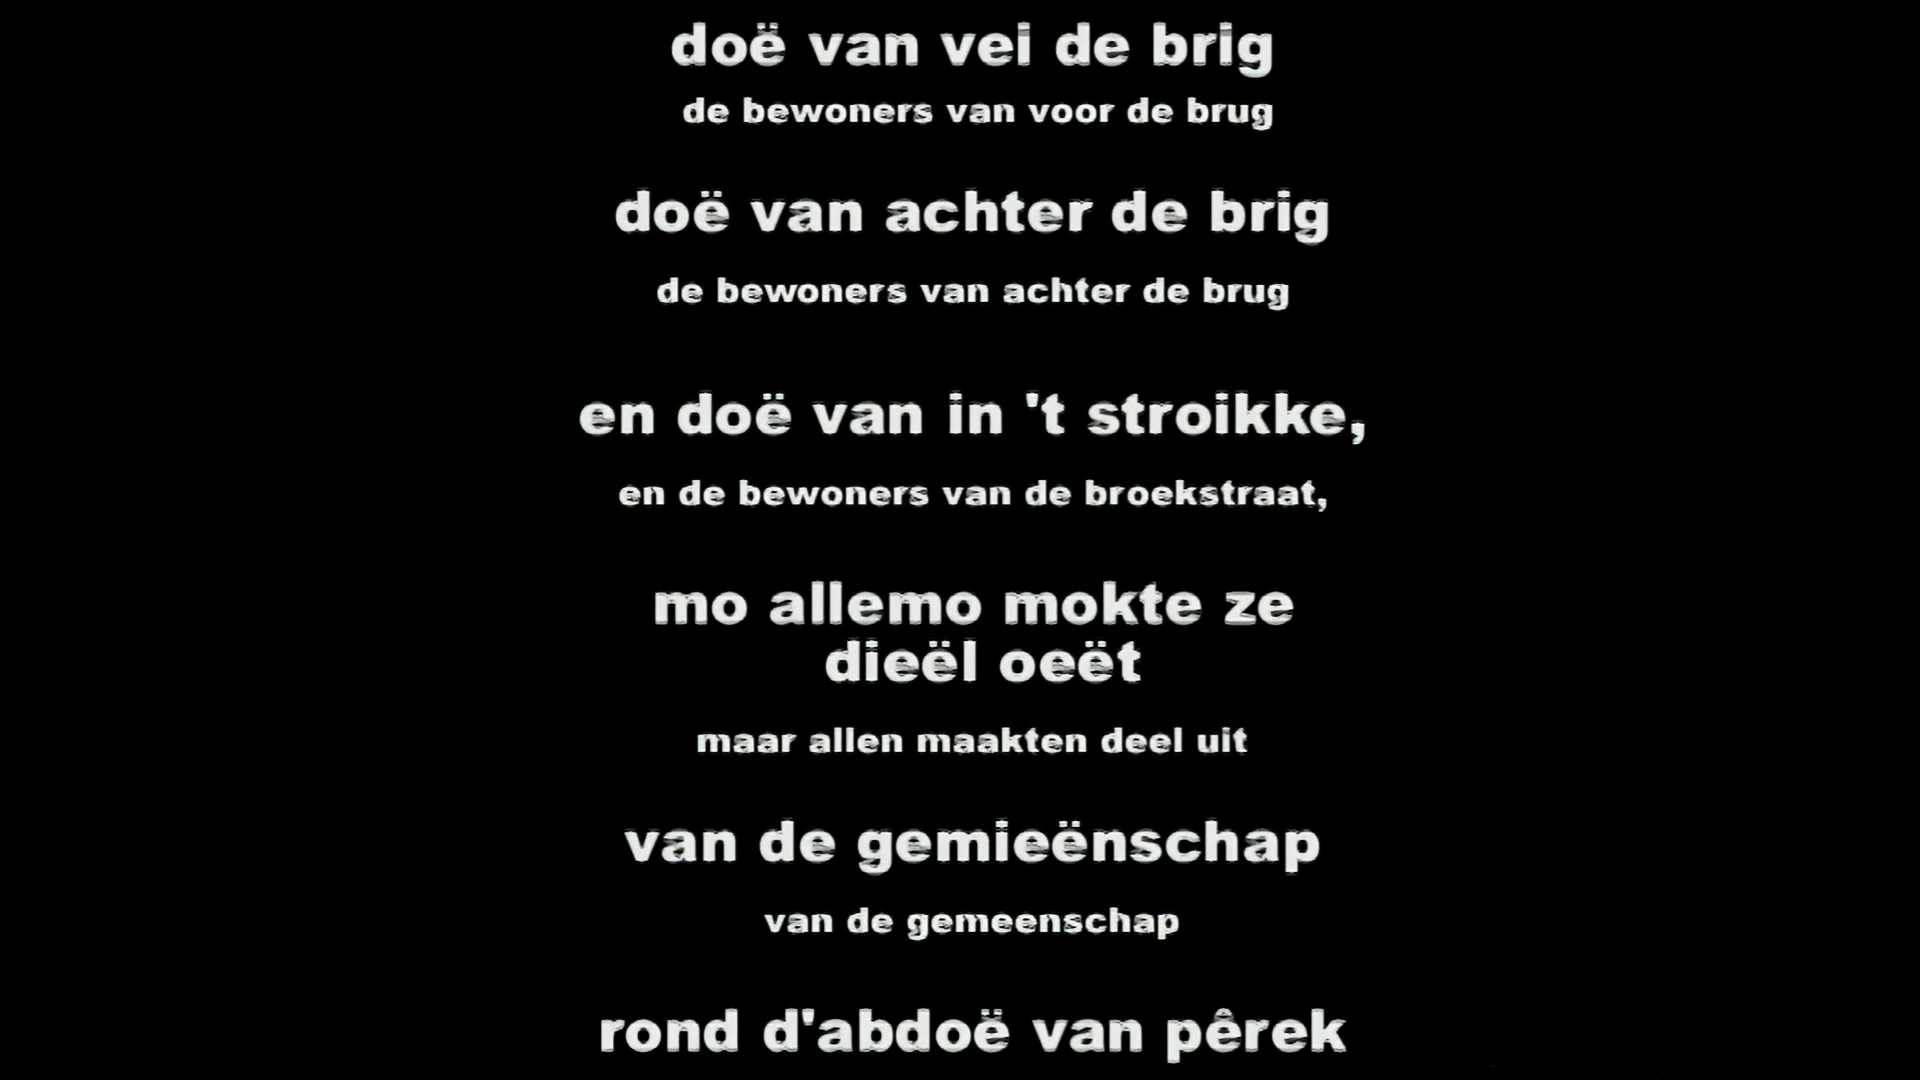 doë van vei de brig
de bewoners van voor de brug
doë van achter de brig
de bewoners van achter de brug
en doë van in 't stroikke,
en de bewoners van de broekstraat,
mo allemo mokte ze
dieël oeët
maar allen maakten deel uit
van de gemieënschap
van de gemeenschap
rond d'abdoë van pêrek